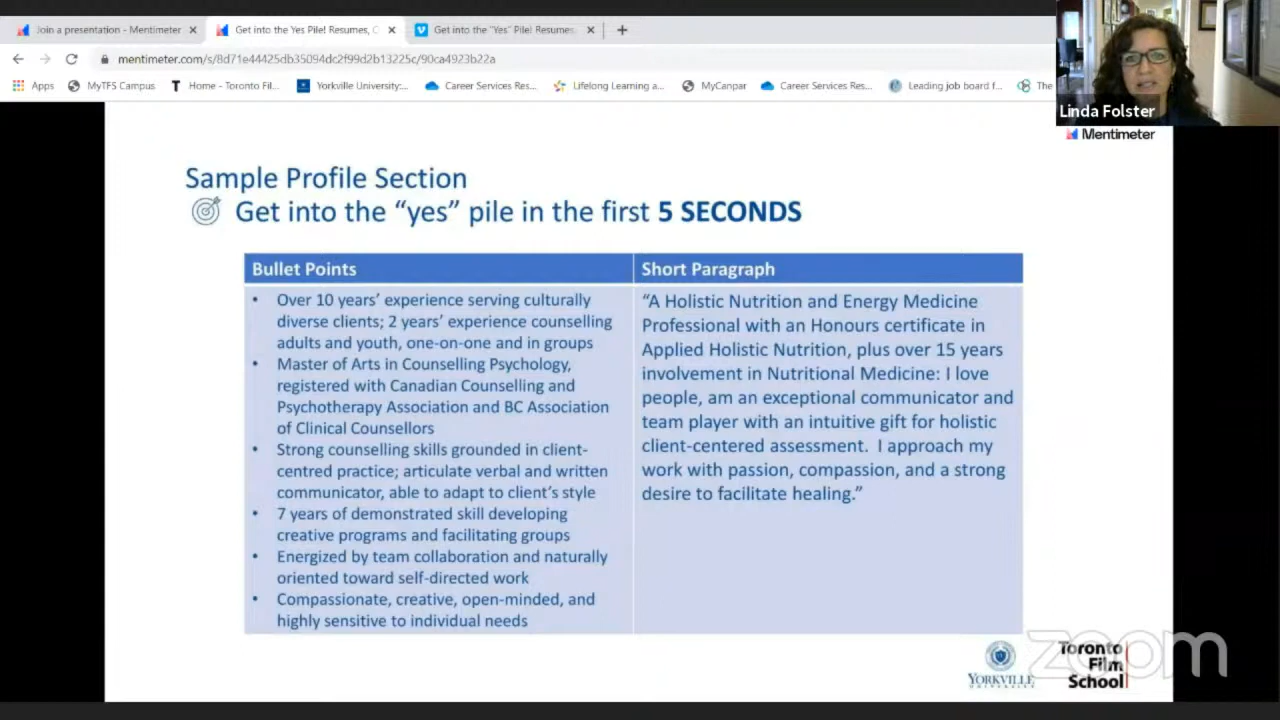 Join a presentation - Mentimeter
Get into the Yes Pile! Resumes, C
Get into the "Yes" Pile! Resumes,
mentimeter.com/s/8d71e44425db35094dc2f99d2b13225c/90ca4923b22a
Apps
MyTFS Campus
Home - Toronto Fil...
Yorkville University:...
Career Services Res...
Lifelong Learning a...
MyCanpar
Career Services Res...
Leading job board f...
The
Linda Folster
Mentimeter
Sample Profile Section
Get into the “yes” pile in the first 5 SECONDS
Bullet Points
• Over 10 years’ experience serving culturally
diverse clients; 2 years’ experience counselling
adults and youth, one-on-one and in groups
• Master of Arts in Counselling Psychology,
registered with Canadian Counselling and
Psychotherapy Association and BC Association
of Clinical Counsellors
• Strong counselling skills grounded in client-
centred practice; articulate verbal and written
communicator, able to adapt to client’s style
• 7 years of demonstrated skill developing
creative programs and facilitating groups
• Energized by team collaboration and naturally
oriented toward self-directed work
• Compassionate, creative, open-minded, and
highly sensitive to individual needs
Short Paragraph
“A Holistic Nutrition and Energy Medicine
Professional with an Honours certificate in
Applied Holistic Nutrition, plus over 15 years
involvement in Nutritional Medicine: I love
people, am an exceptional communicator and
team player with an intuitive gift for holistic
client-centered assessment.  I approach my
work with passion, compassion, and a strong
desire to facilitate healing.”
YORKVILLE
Toronto
Film
School
zoom